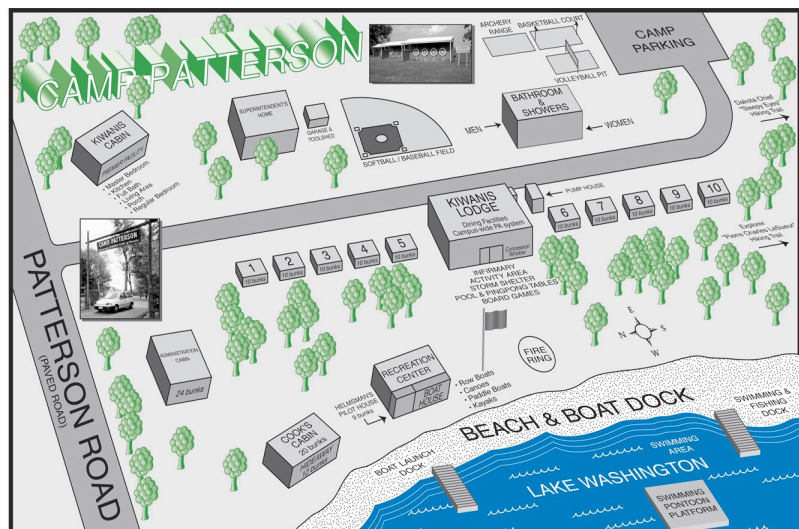 CAMP PATTERSON
ARCHERY
RANGE
BASKETBALL COURT
VOLLEYBALL PIT
CAMP
PARKING
Dakota Chief
"Sleepy Eyes"
Hiking Trail
KIWANIS
CABIN
PREMIER FACILITY
• Master Bedroom
• Kitchen
• Full Bath
• Living Area
• Porch
• Regular Bedroom
SUPERINTENDENT'S
HOME
GARAGE &
TOOLSHED
SOFTBALL / BASEBALL FIELD
BATHROOM
&
SHOWERS
MEN
WOMEN
KIWANIS
LODGE
Dining Facilities
Campus-wide PA system
Concession
Window
PUMP HOUSE
INFIRMARY
ACTIVITY AREA
STORM SHELTER
POOL & PINGPONG TABLES
BOARD GAMES
1
10 bunks
2
10 bunks
3
10 bunks
4
10 bunks
5
10 bunks
6
10 bunks
7
10 bunks
8
10 bunks
9
10 bunks
10
10 bunks
Explorer
"Pierre Charles LeSueur"
Hiking Trail
CAMP PATTERSON
PATTERSON ROAD
(PAVED ROAD)
ADMINISTRATION
CABIN
24 bunks
RECREATION
CENTER
BOAT
HOUSE
HELMSMAN'S
PILOT HOUSE
9 bunks
• Row Boats
• Canoes
• Paddle Boats
• Kayaks
FIRE
RING
N
E
S
W
COOK'S
CABIN
20 bunks
HIDEAWAY
10 bunks
BEACH & BOAT DOCK
BOAT LAUNCH
DOCK
SWIMMING &
FISHING
DOCK
SWIMMING
AREA
LAKE WASHINGTON
SWIMMING
PONTOON
PLATFORM